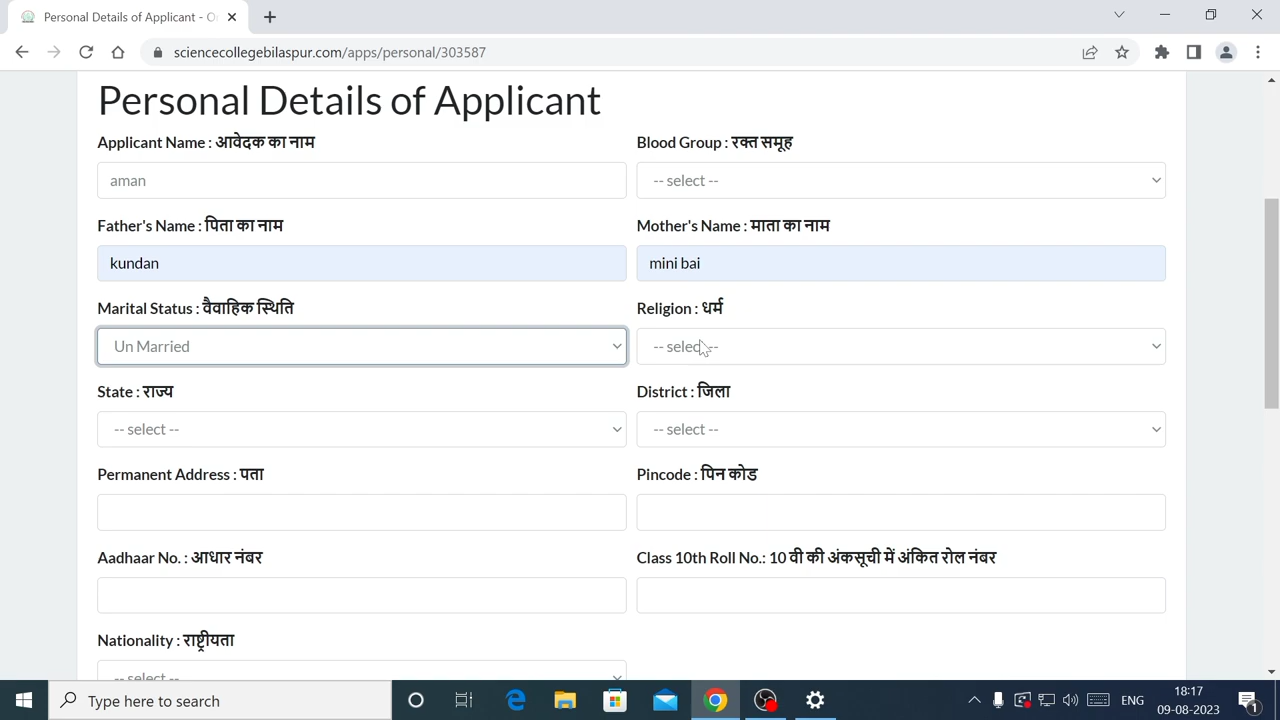 Personal Details of Applicant - O
sciencecollegebilaspur.com/apps/personal/303587
Personal Details of Applicant
Applicant Name : आवेदक का नाम
Blood Group : रक्त समूह
aman
-- select --
Father's Name : पिता का नाम
Mother's Name : माता का नाम
kundan
mini bai
Marital Status : वैवाहिक स्थिति
Religion : धर्म
Un Married
-- select --
State : राज्य
District : जिला
-- select --
-- select --
Permanent Address : पता
Pincode : पिन कोड
Aadhaar No. : आधार नंबर
Class 10th Roll No.: 10 वी की अंकसूची में अंकित रोल नंबर
Nationality : राष्ट्रीयता
-- select --
Type here to search
ENG
18:17
09-08-2023
1